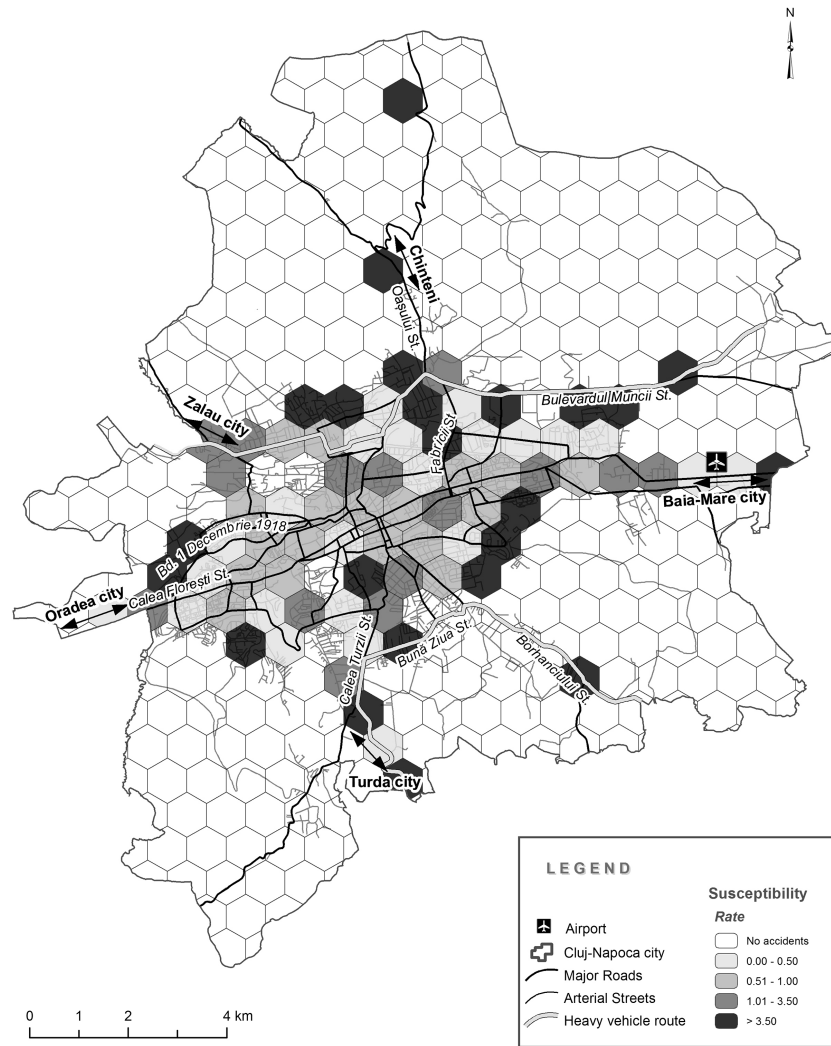 N
Chinteni
Oașului St.
Zalau city
Bulevardul Muncii St.
Fabricii St.
Baia-Mare city
Bd. 1 Decembrie 1918
Calea Florești St.
Oradea city
Calea Turzii St.
Bună Ziua St.
Borhanciului St.
Turda city
LEGEND
Susceptibility
Rate
Airport
Cluj-Napoca city
Major Roads
Arterial Streets
Heavy vehicle route
No accidents
0.00 - 0.50
0.51 - 1.00
1.01 - 3.50
> 3.50
0 1 2 4 km